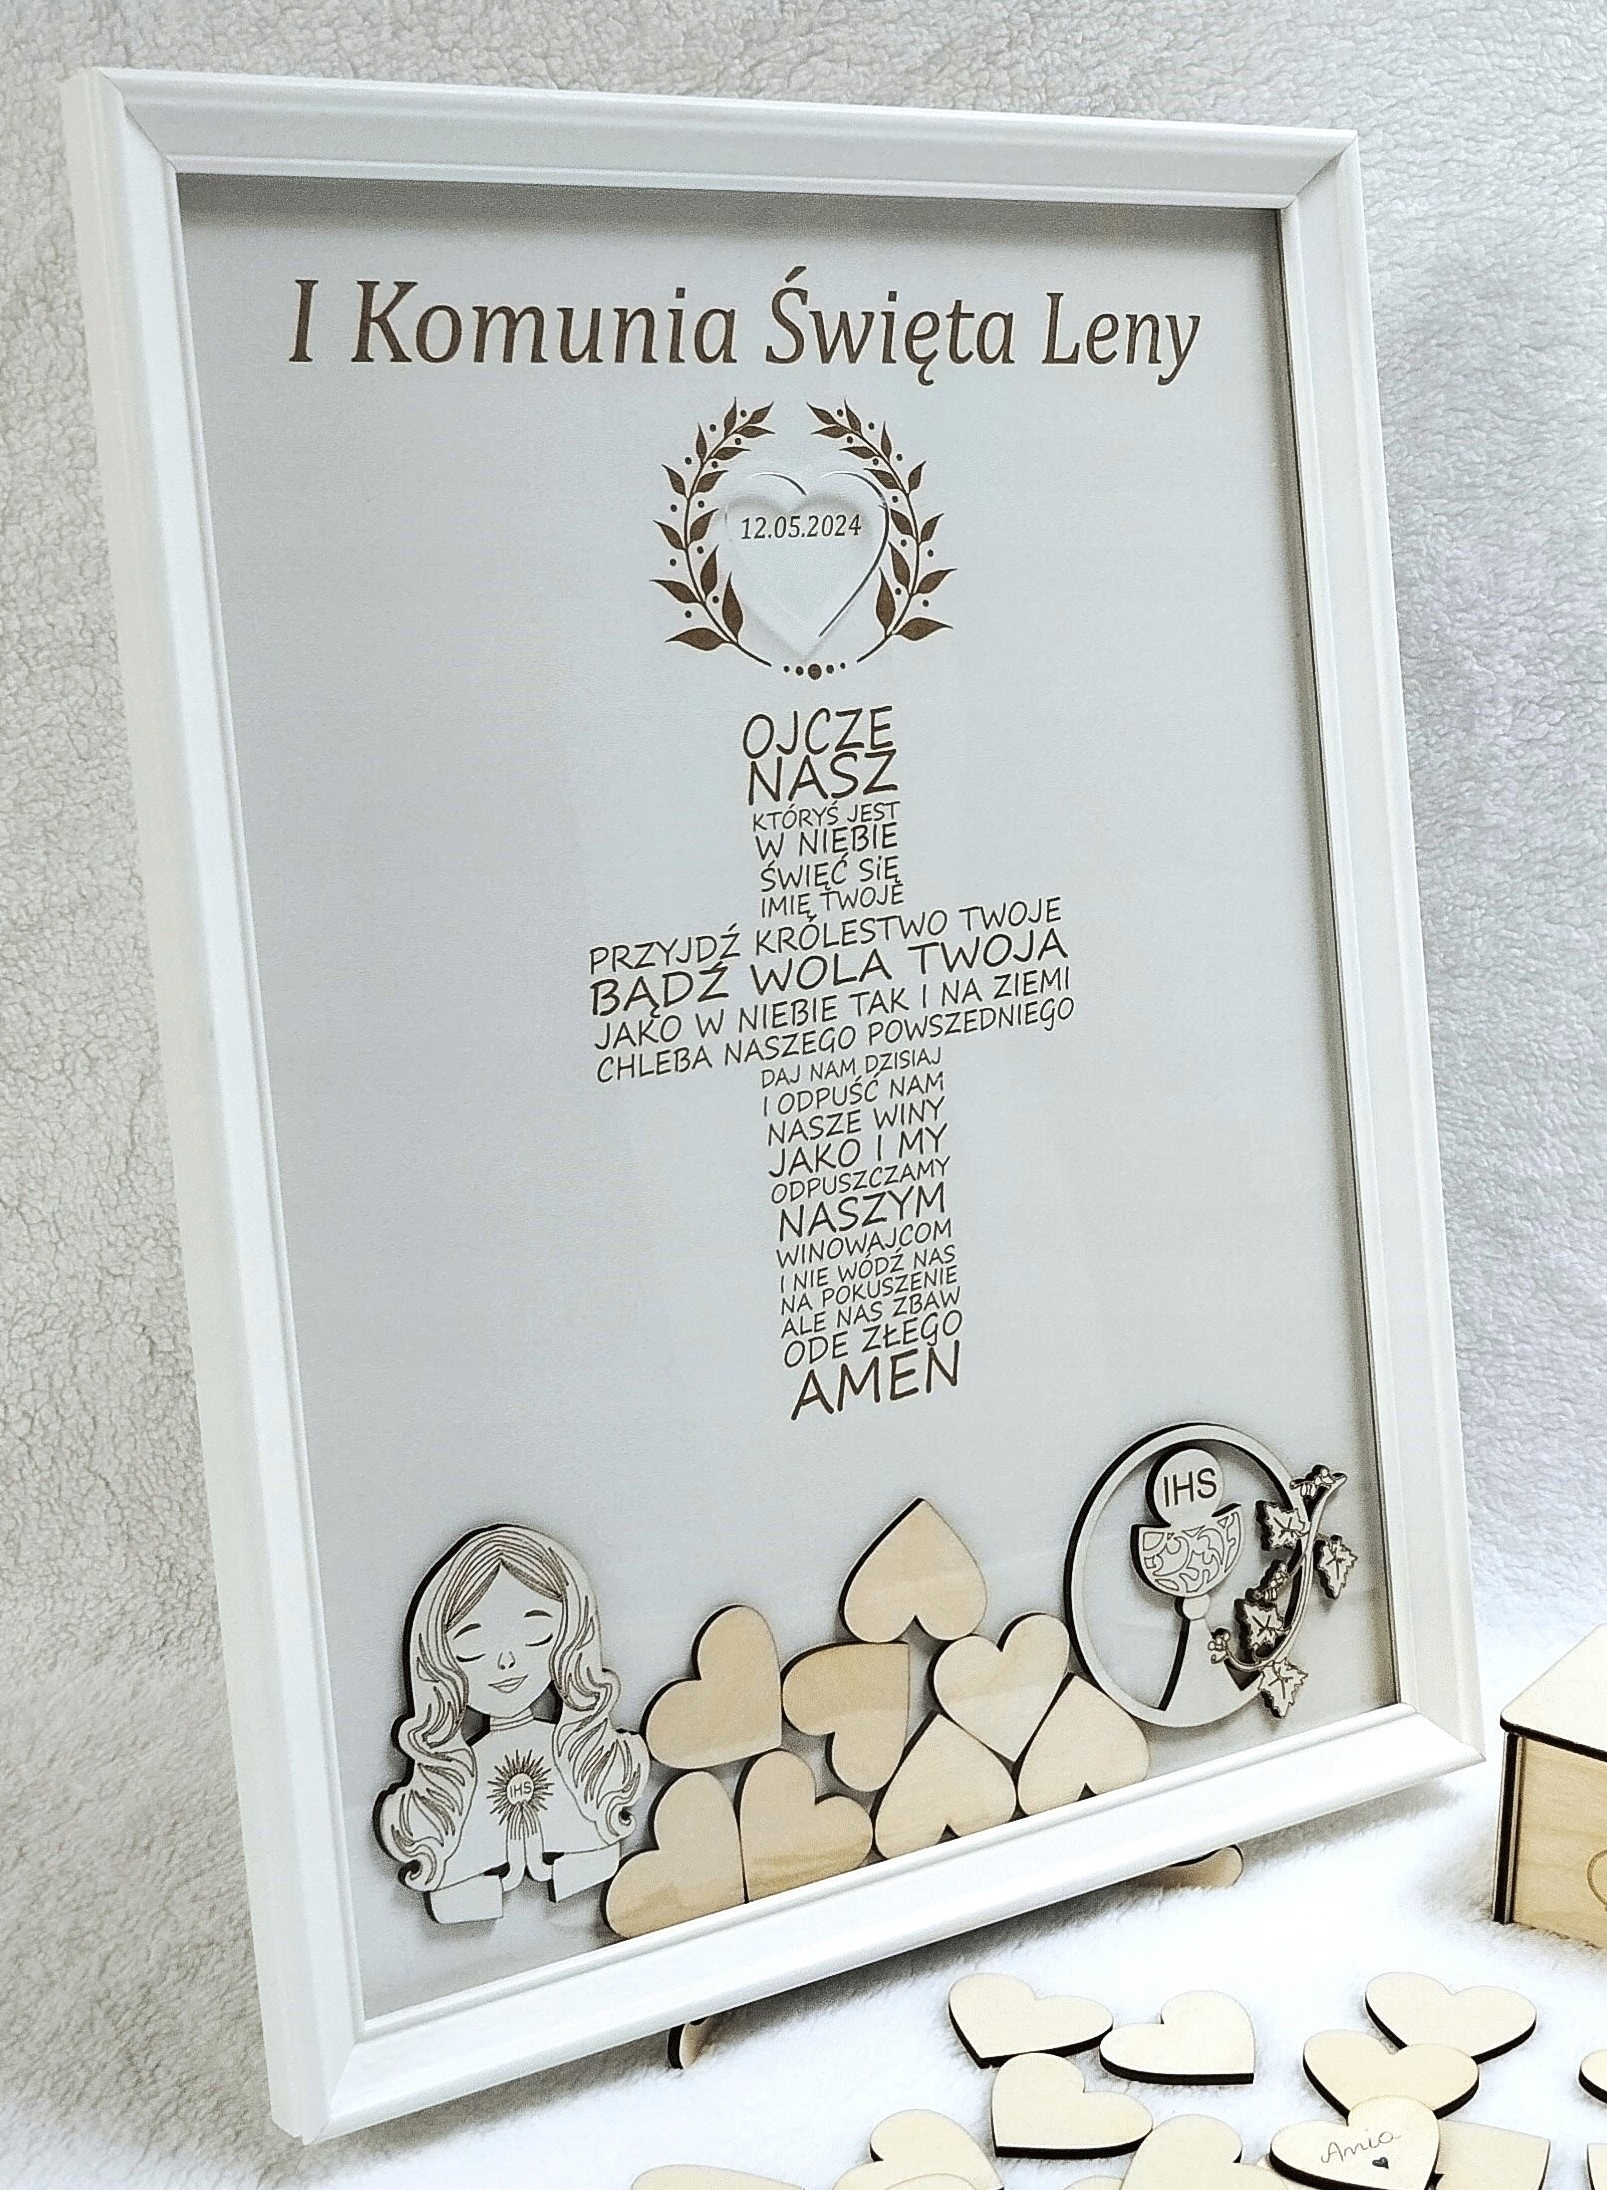 I Komunia Święta Leny
12.05.2024
OJCZE
NASZ
KTÓRYŚ JEST
W NIEBIE
ŚWIĘĆ SiĘ
IMIĘ TWOJE
PRZYJDŹ KRÓLESTWO TWOJE
BĄDŹ WOLA TWOJA
JAKO W NIEBIE TAK I NA ZIEMI
CHLEBA NASZEGO POWSZEDNIEGO
DAJ NAM DZISIAJ
I ODPUŚĆ NAM
NASZE WINY
JAKO I MY
ODPUSZCZAMY
NASZYM
WINOWAJCOM
I NIE WÓDŹ NAS
NA POKUSZENIE
ALE NAS ZBAW
ODE ZŁEGO
AMEN
IHS
IHS
Ania